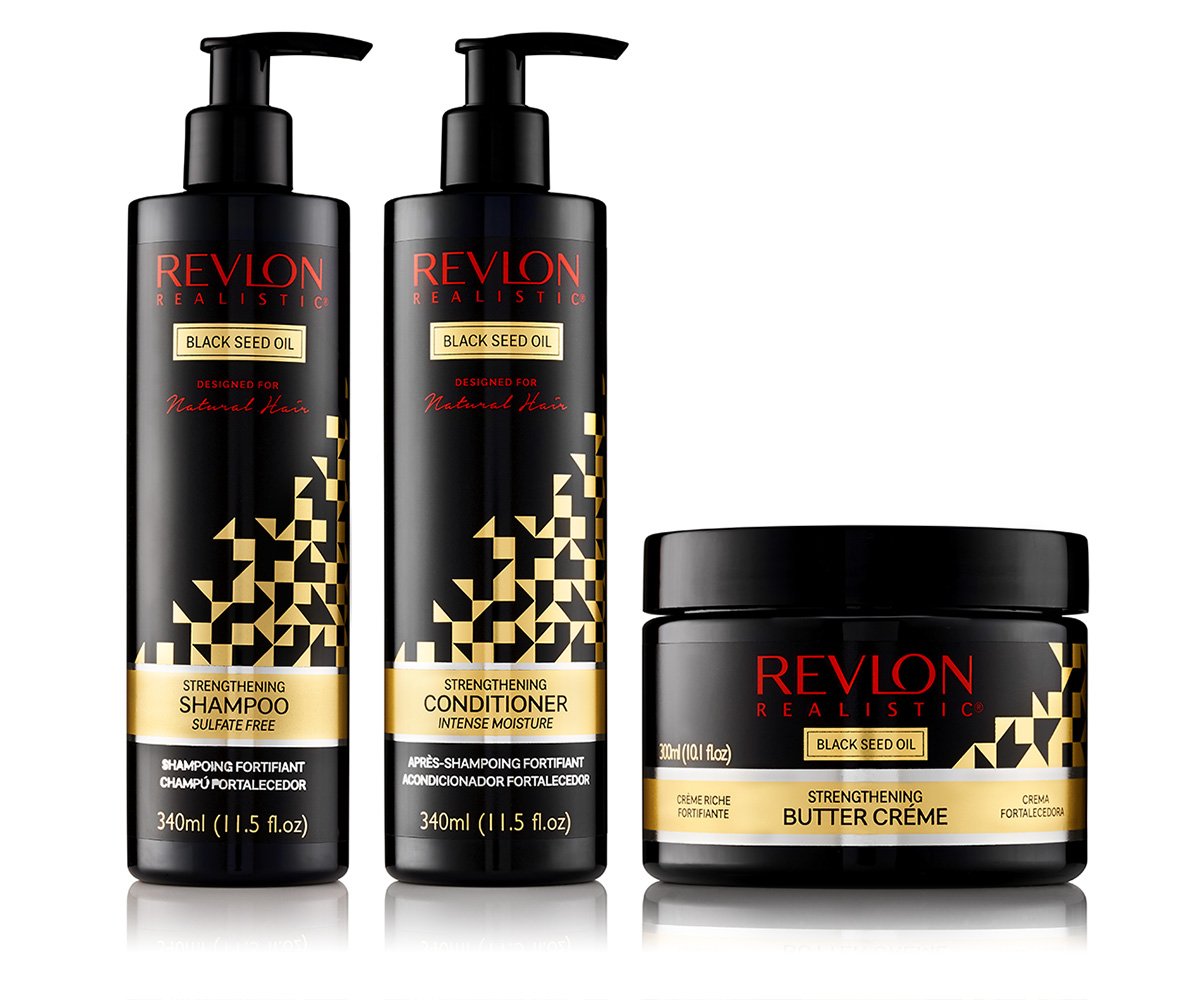 REVLON
REALISTIC®
BLACK SEED OIL
DESIGNED FOR
Natural Hair
STRENGTHENING
SHAMPOO
SULFATE FREE
SHAMPOING FORTIFIANT
CHAMPÚ FORTALECEDOR
340ml (11.5 fl.oz)
REVLON
REALISTIC®
BLACK SEED OIL
DESIGNED FOR
Natural Hair
STRENGTHENING
CONDITIONER
INTENSE MOISTURE
APRÈS-SHAMPOING FORTIFIANT
ACONDICIONADOR FORTALECEDOR
340ml (11.5 fl.oz)
REVLON
REALISTIC®
BLACK SEED OIL
300ml (10.1 fl.oz)
CRÈME RICHE
FORTIFIANTE
STRENGTHENING
BUTTER CRÉME
CREMA
FORTALECEDORA